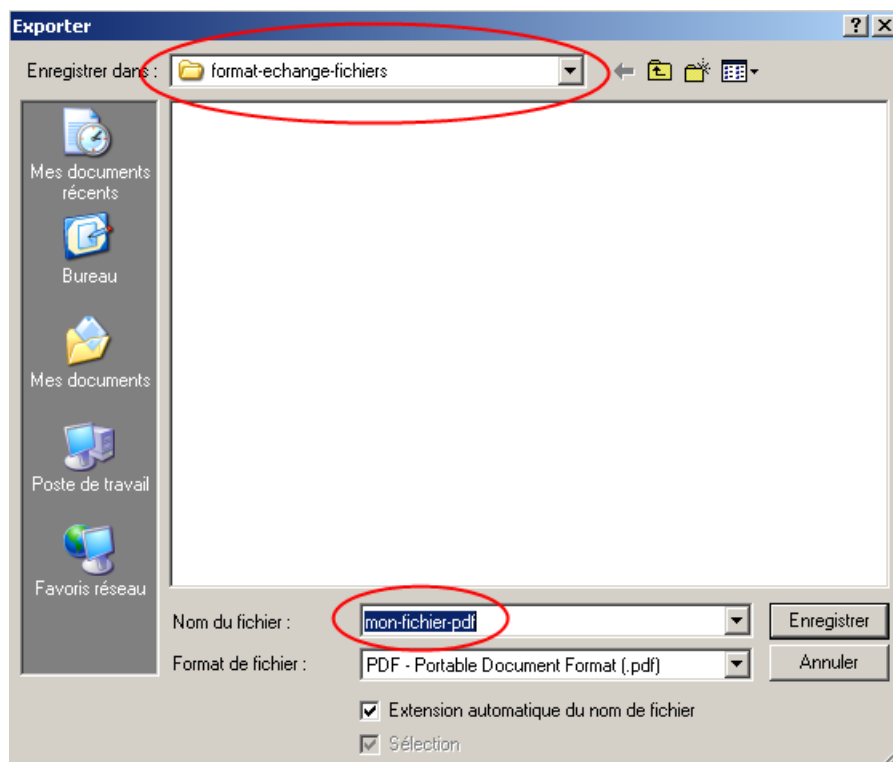 Exporter
Enregistrer dans :
format-echange-fichiers
Mes documents
récents
Bureau
Mes documents
Poste de travail
Favoris réseau
Nom du fichier :
mon-fichier-pdf
Enregistrer
Format de fichier :
PDF - Portable Document Format (.pdf)
Annuler
Extension automatique du nom de fichier
Sélection